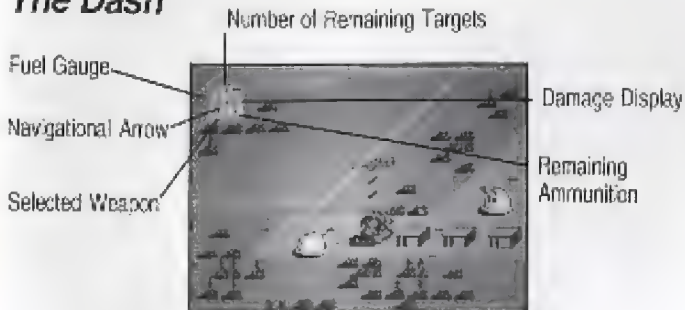 The Dash
Number of Remaining Targets
Fuel Gauge
Navigational Arrow
Selected Weapon
Damage Display
Remaining
Ammunition